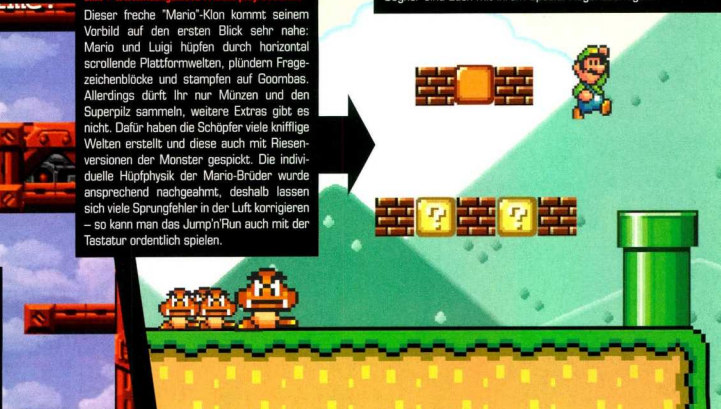 Dieser freche "Mario"-Klon kommt seinem
Vorbild auf den ersten Blick sehr nahe:
Mario und Luigi hüpfen durch horizontal
scrollende Plattformwelten, plündern Frage-
zeichenblöcke und stampfen auf Goombas.
Allerdings dürft Ihr nur Münzen und den
Superpilz sammeln, weitere Extras gibt es
nicht. Dafür haben die Schöpfer viele knifflige
Welten erstellt und diese auch mit Riesen-
versionen der Monster gespickt. Die indivi-
duelle Hüpfphysik der Mario-Brüder wurde
ansprechend nachgeahmt, deshalb lassen
sich viele Sprungfehler in der Luft korrigieren
– so kann man das Jump'n'Run auch mit der
Tastatur ordentlich spielen.
? ?